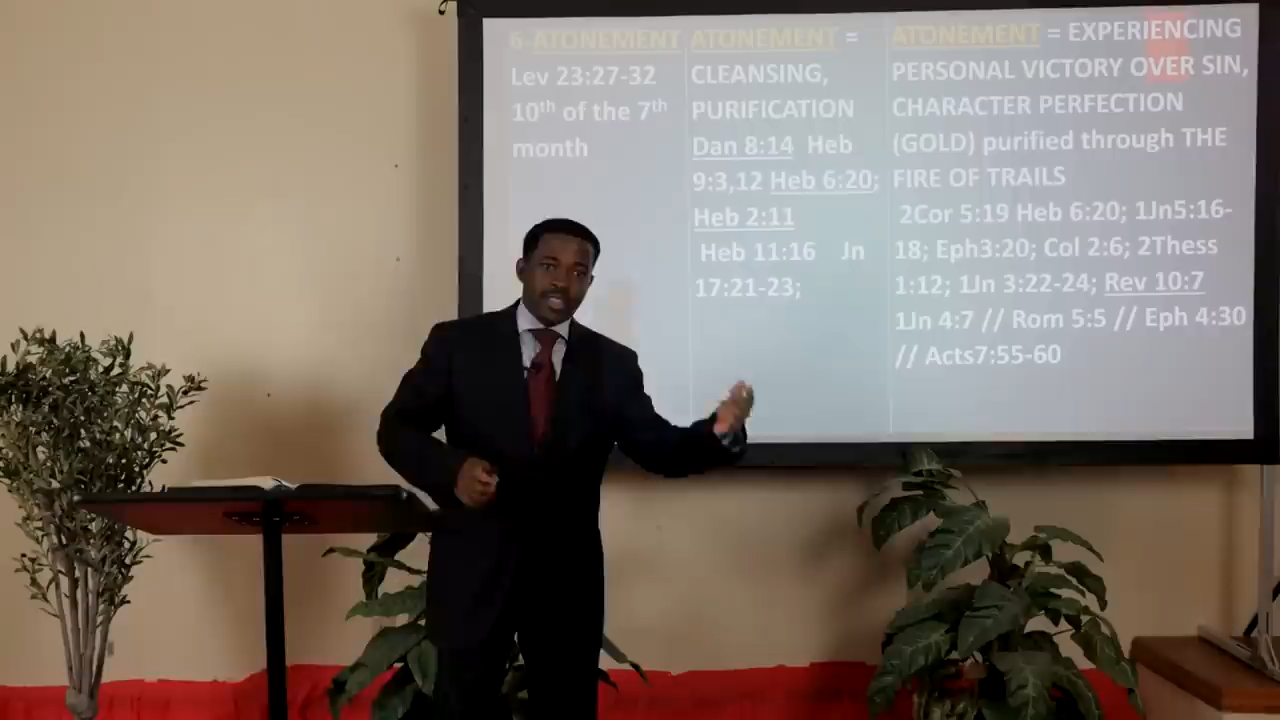 6-ATONEMENT
Lev 23:27-32
10th of the 7th
month
ATONEMENT =
CLEANSING,
PURIFICATION
Dan 8:14 Heb
9:3,12 Heb 6:20;
Heb 2:11
Heb 11:16 Jn
17:21-23;
ATONEMENT = EXPERIENCING
PERSONAL VICTORY OVER SIN,
CHARACTER PERFECTION
(GOLD) purified through THE
FIRE OF TRAILS
2Cor 5:19 Heb 6:20; 1Jn5:16-
18; Eph3:20; Col 2:6; 2Thess
1:12; 1Jn 3:22-24; Rev 10:7
1Jn 4:7 // Rom 5:5 // Eph 4:30
// Acts7:55-60